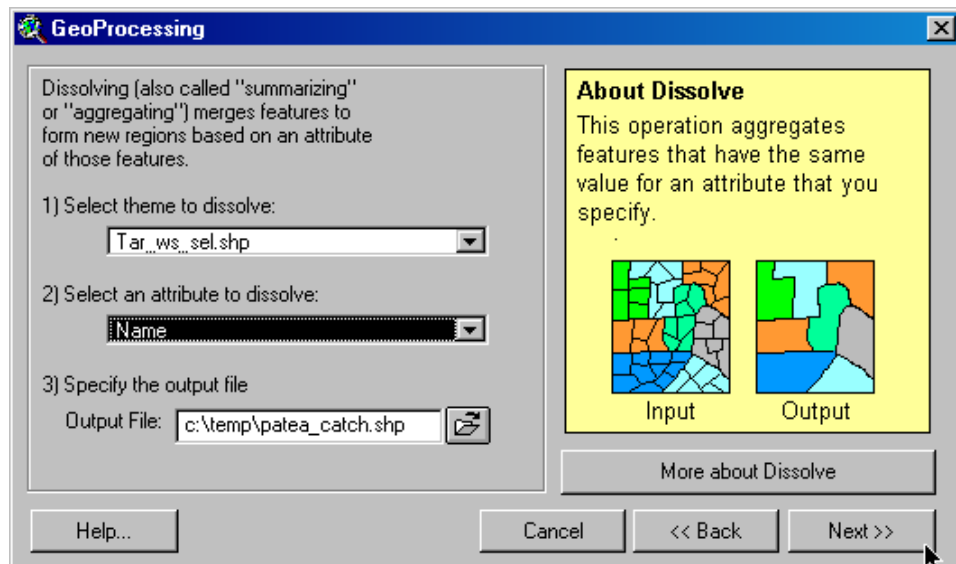 GeoProcessing
Dissolving (also called "summarizing"
or "aggregating") merges features to
form new regions based on an attribute
of those features.
1) Select theme to dissolve:
Tar_ws_sel.shp
2) Select an attribute to dissolve:
Name
3) Specify the output file
Output File: c:\temp\patea_catch.shp
About Dissolve
This operation aggregates
features that have the same
value for an attribute that you
specify.
Input Output
More about Dissolve
Help... Cancel << Back Next >>